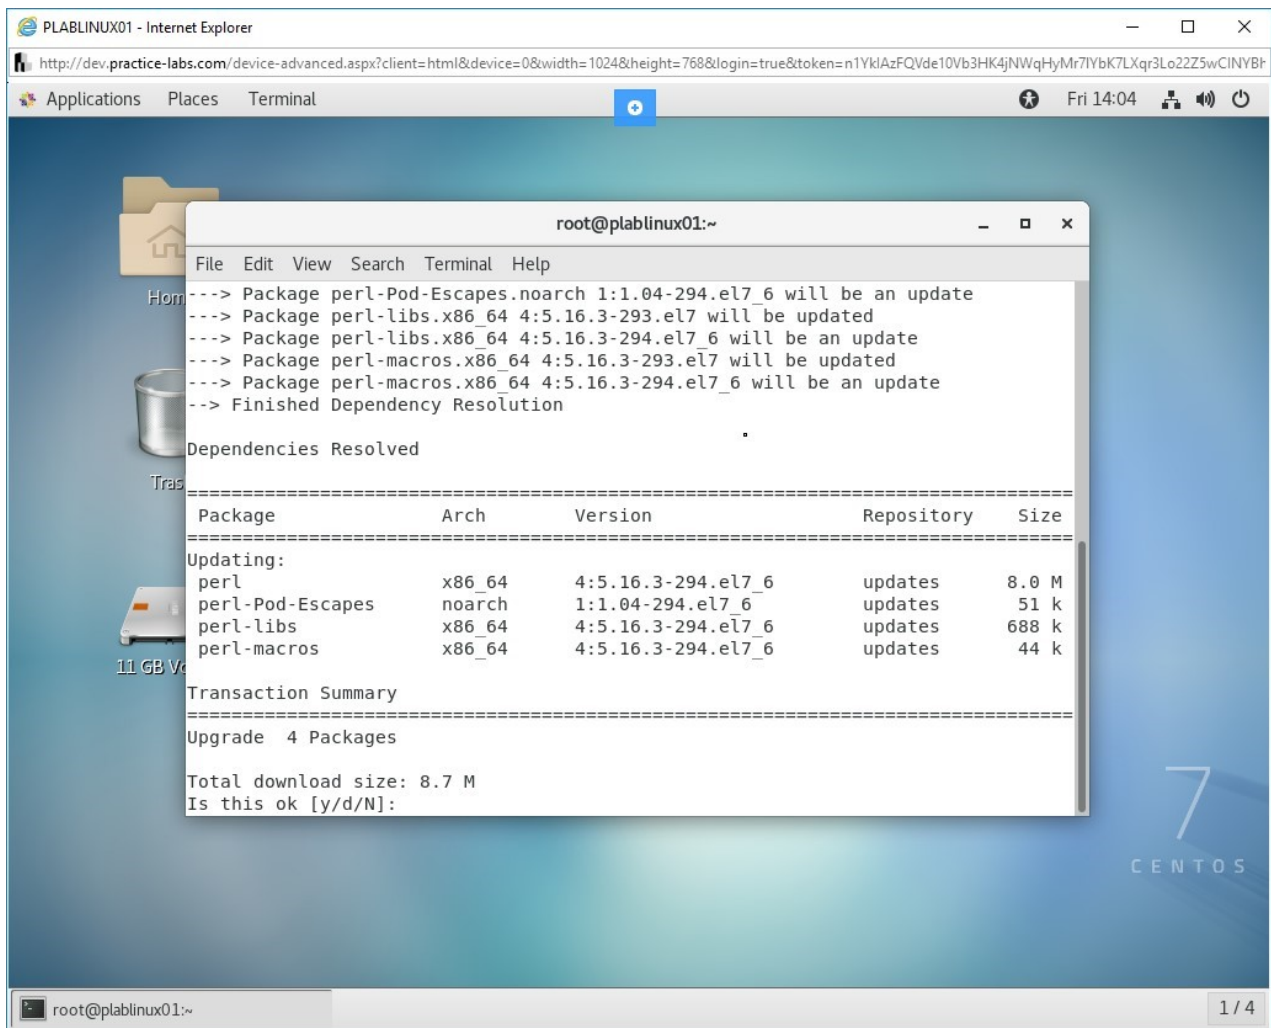 PLABLINUX01 - Internet Explorer
http://dev.practice-labs.com/device-advanced.aspx?client=html&device=0&width=1024&height=768&login=true&token=
Applications Places Terminal Fri 14:04
root@plablinux01:~
File Edit View Search Terminal Help
---> Package perl-Pod-Escapes.noarch 1:1.04-294.el7_6 will be an update
---> Package perl-libs.x86_64 4:5.16.3-293.el7 will be updated
---> Package perl-libs.x86_64 4:5.16.3-294.el7_6 will be an update
---> Package perl-macros.x86_64 4:5.16.3-293.el7 will be updated
---> Package perl-macros.x86_64 4:5.16.3-294.el7_6 will be an update
--> Finished Dependency Resolution
Dependencies Resolved
================================================================================
Package Arch Version Repository Size
================================================================================
Updating:
perl x86_64 4:5.16.3-294.el7_6 updates 8.0 M
perl-Pod-Escapes noarch 1:1.04-294.el7_6 updates 51 k
perl-libs x86_64 4:5.16.3-294.el7_6 updates 688 k
perl-macros x86_64 4:5.16.3-294.el7_6 updates 44 k
Transaction Summary
================================================================================
Upgrade 4 Packages
Total download size: 8.7 M
Is this ok [y/d/N]:
Hom
Tras
11 GB Vo
7
CENTOS
root@plablinux01:~
1 / 4